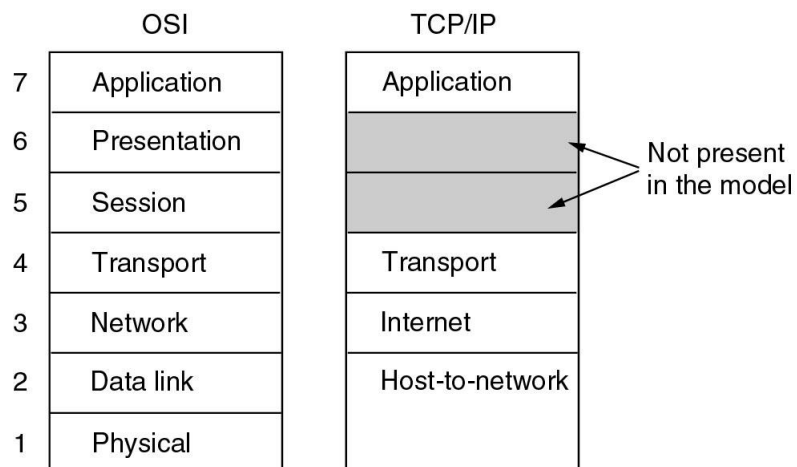 OSI TCP/IP
7 Application Application
6 Presentation
Not present
in the model
5 Session
4 Transport Transport
3 Network Internet
2 Data link Host-to-network
1 Physical